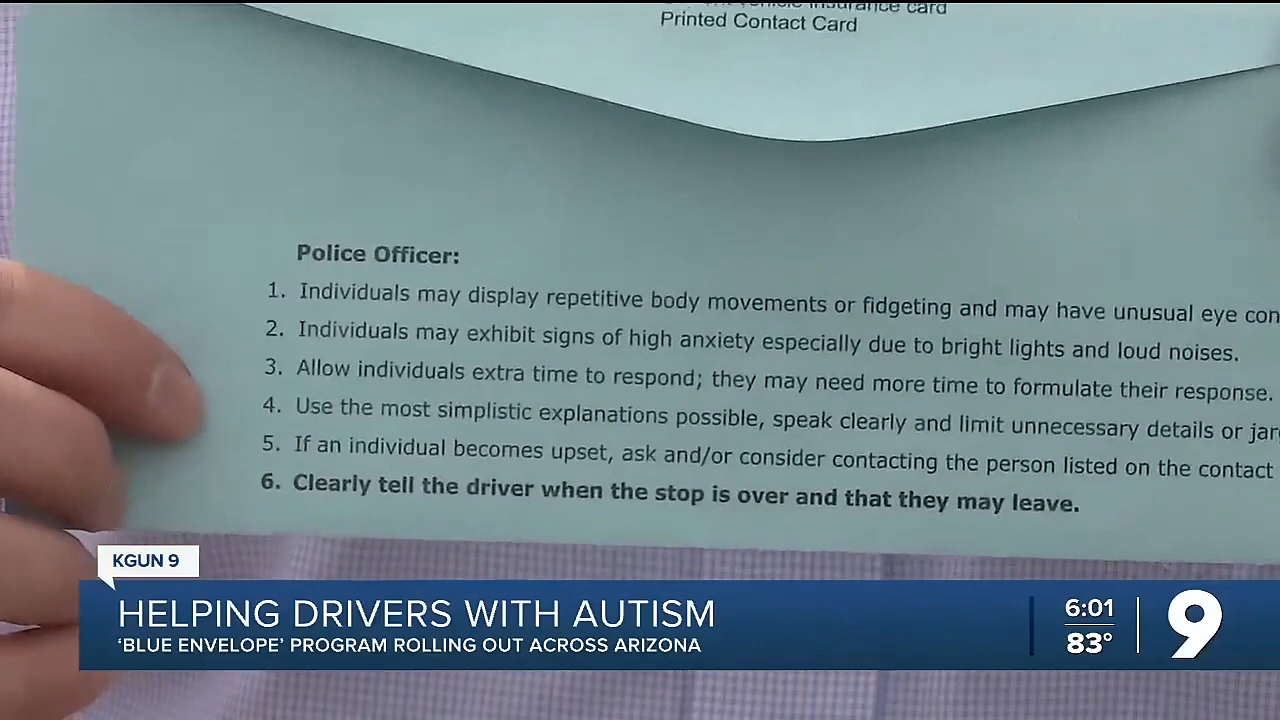 insurance card
Printed Contact Card
Police Officer:
1. Individuals may display repetitive body movements or fidgeting and may have unusual eye con
2. Individuals may exhibit signs of high anxiety especially due to bright lights and loud noises.
3. Allow individuals extra time to respond; they may need more time to formulate their response.
4. Use the most simplistic explanations possible, speak clearly and limit unnecessary details or jar
5. If an individual becomes upset, ask and/or consider contacting the person listed on the contact
6. Clearly tell the driver when the stop is over and that they may leave.
KGUN 9
HELPING DRIVERS WITH AUTISM
‘BLUE ENVELOPE’ PROGRAM ROLLING OUT ACROSS ARIZONA
6:01
83°
9